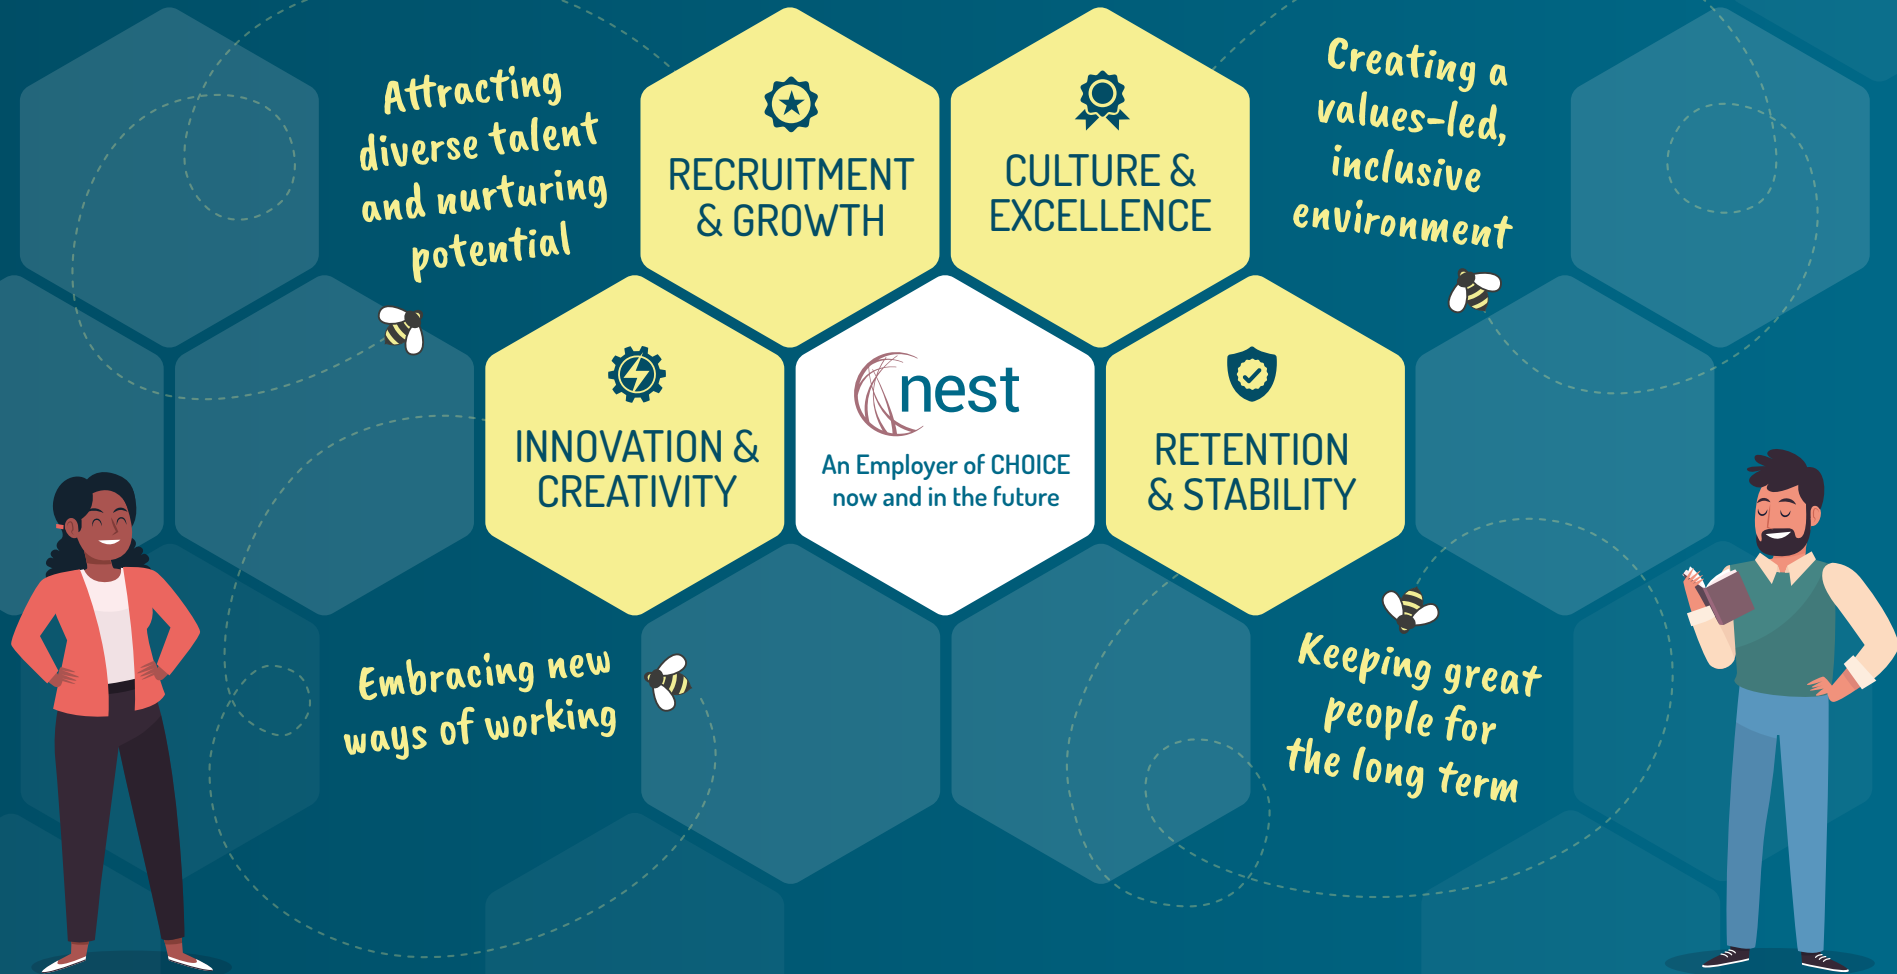 Attracting
diverse talent
and nurturing
potential
RECRUITMENT
& GROWTH
CULTURE &
EXCELLENCE
Creating a
values-led,
inclusive
environment
INNOVATION &
CREATIVITY
nest
An Employer of CHOICE
now and in the future
RETENTION
& STABILITY
Embracing new
ways of working
Keeping great
people for
the long term